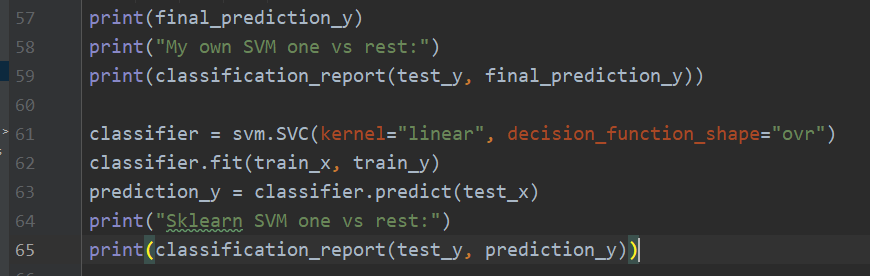 57 print(final_prediction_y)
58 print("My own SVM one vs rest:")
59 print(classification_report(test_y, final_prediction_y))
60
61 classifier = svm.SVC(kernel="linear", decision_function_shape="ovr")
62 classifier.fit(train_x, train_y)
63 prediction_y = classifier.predict(test_x)
64 print("Sklearn SVM one vs rest:")
65 print(classification_report(test_y, prediction_y))